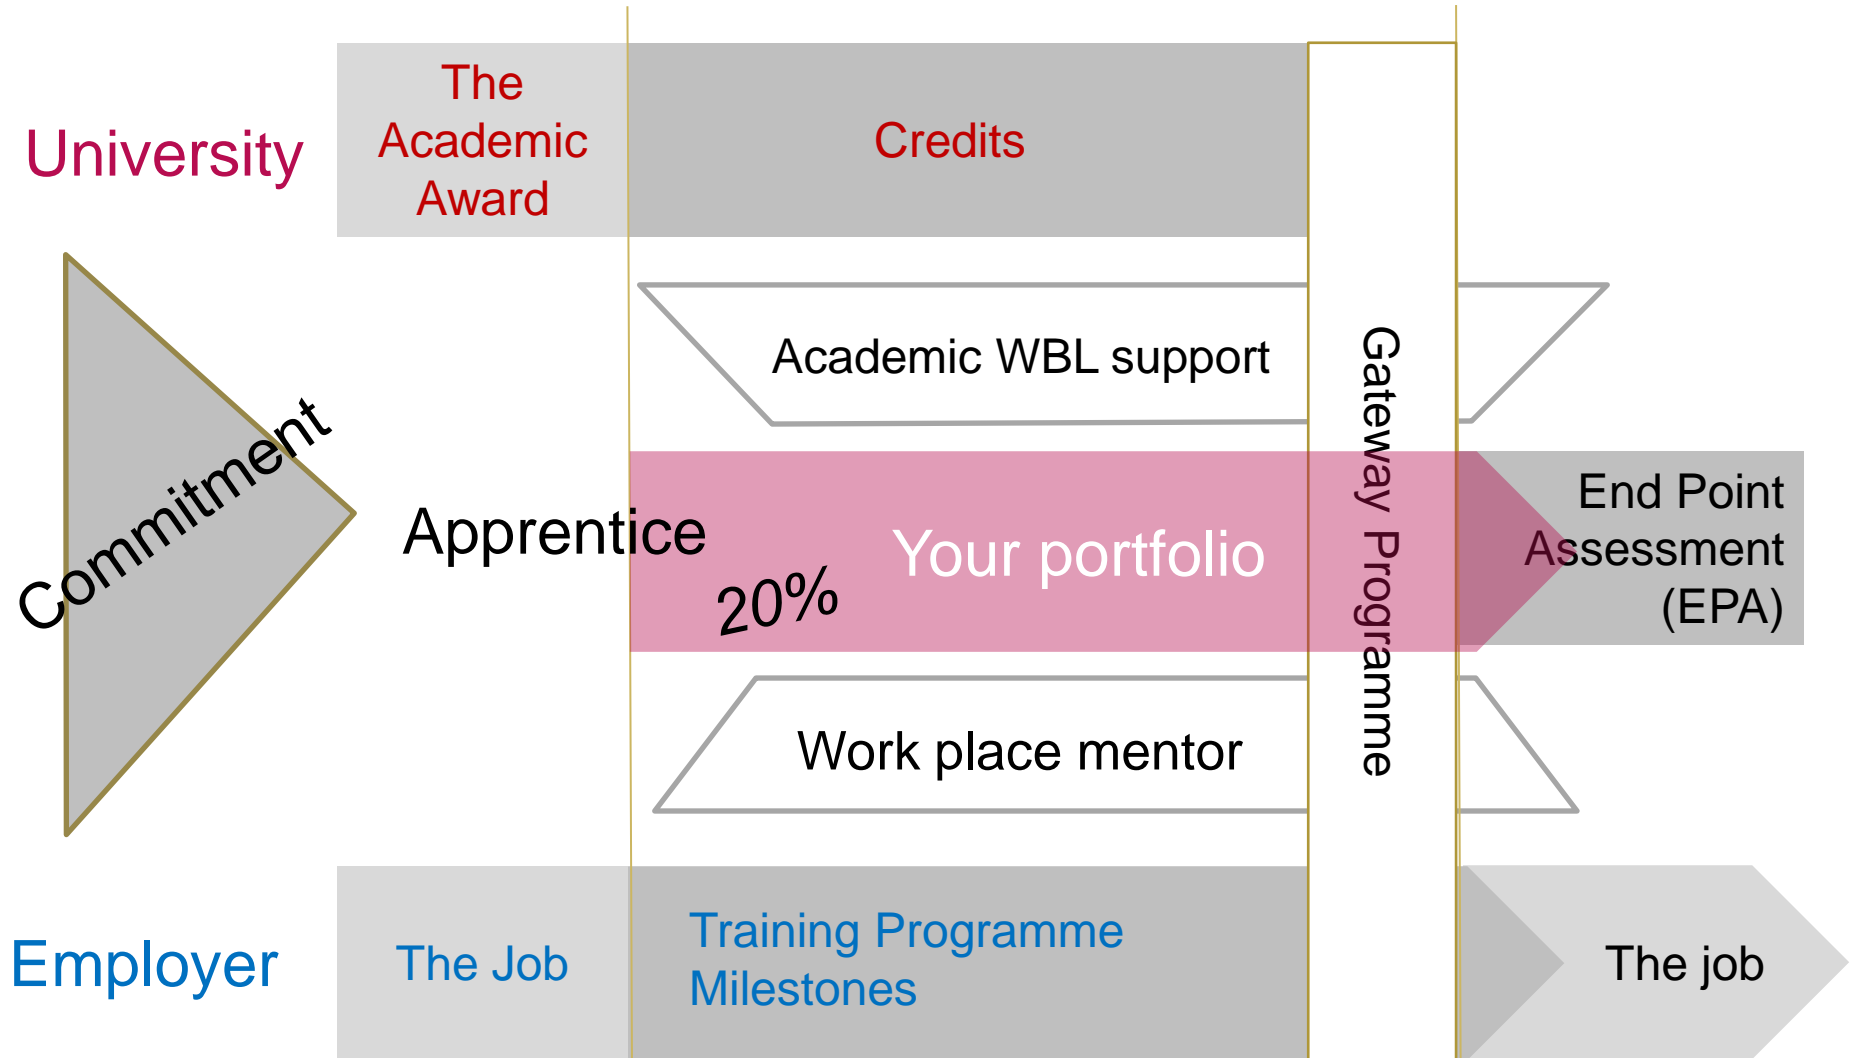 University
The
Academic
Award
Credits
Academic WBL support
Gateway Programme
Commitment
Apprentice
20%
Your portfolio
End Point
Assessment
(EPA)
Work place mentor
Employer
The Job
Training Programme
Milestones
The job